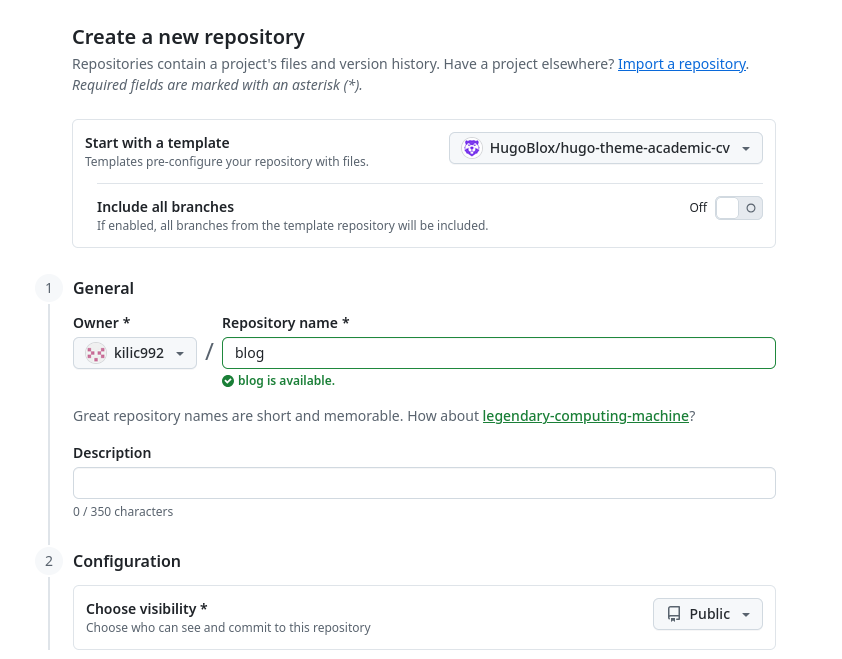 Create a new repository
Repositories contain a project's files and version history. Have a project elsewhere? Import a repository.
Required fields are marked with an asterisk (*).
Start with a template
Templates pre-configure your repository with files.
HugoBlox/hugo-theme-academic-cv
Include all branches
If enabled, all branches from the template repository will be included.
Off
1
General
Owner *
Repository name *
kilic992
/
blog
blog is available.
Great repository names are short and memorable. How about legendary-computing-machine?
Description
0 / 350 characters
2
Configuration
Choose visibility *
Choose who can see and commit to this repository
Public